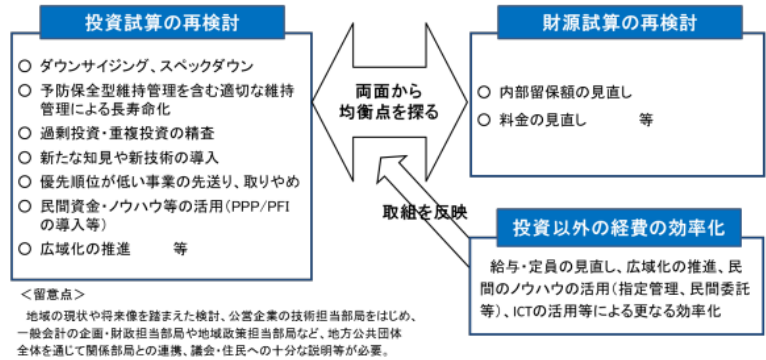 投資試算の再検討
○ ダウンサイジング、スペックダウン
○ 予防保全型維持管理を含む適切な維持
管理による長寿命化
○ 過剰投資・重複投資の精査
○ 新たな知見や新技術の導入
○ 優先順位が低い事業の先送り、取りやめ
○ 民間資金・ノウハウ等の活用(PPP/PFI
の導入等)
○ 広域化の推進　　等
両面から
均衡点を探る
財源試算の再検討
○ 内部留保額の見直し
○ 料金の見直し　　等
取組を反映
投資以外の経費の効率化
給与・定員の見直し、広域化の推進、民
間のノウハウの活用(指定管理、民間委託
等)、ICTの活用等による更なる効率化
＜留意点＞
地域の現状や将来像を踏まえた検討、公営企業の技術担当部局をはじめ、
一般会計の企画・財政担当部局や地域政策担当部局など、地方公共団体
全体を通じて関係部局との連携、議会・住民への十分な説明等が必要。